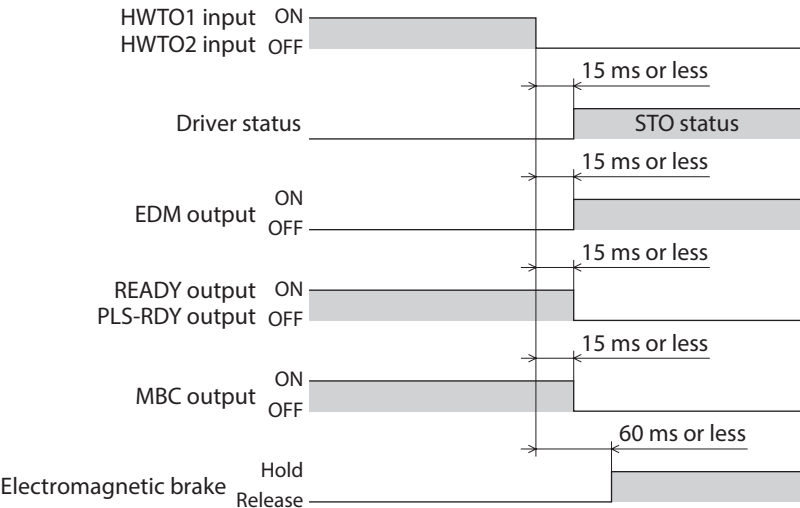 HWTO1 input ON
HWTO2 input OFF
15 ms or less
Driver status
STO status
15 ms or less
ON
EDM output
OFF
15 ms or less
READY output ON
PLS-RDY output OFF
15 ms or less
ON
MBC output
OFF
60 ms or less
Hold
Electromagnetic brake
Release